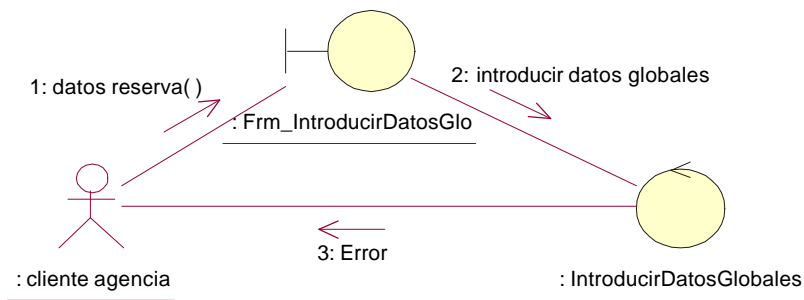 1: datos reserva( )
2: introducir datos globales
: Frm_IntroducirDatosGlo
3: Error
: cliente agencia
: IntroducirDatosGlobales